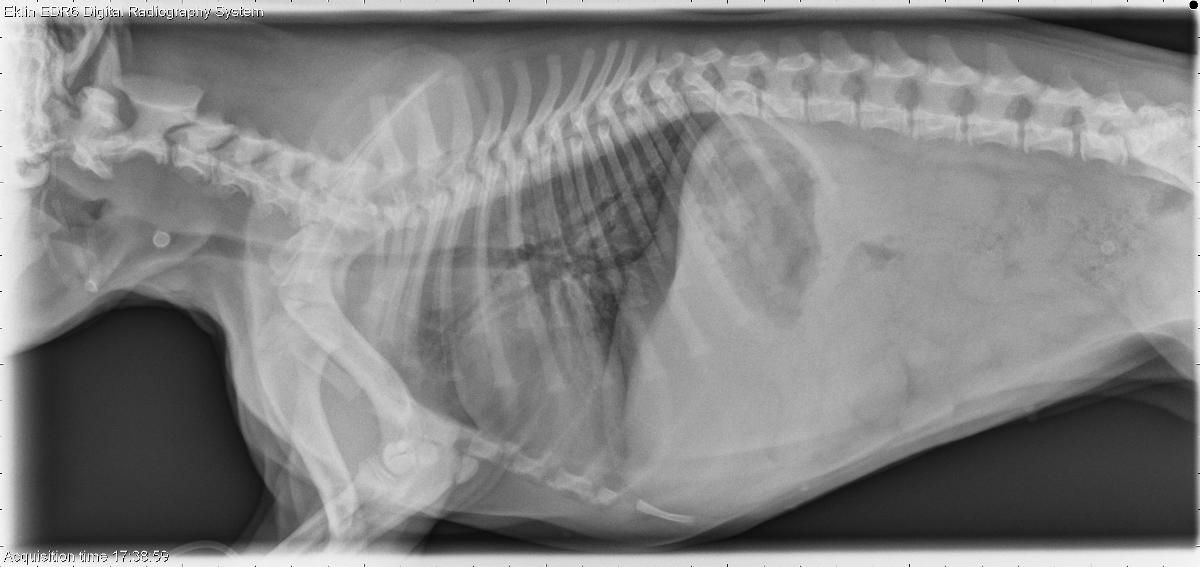 Eklin EDR6 Digital Radiography System
Acquisition time 17:38:59